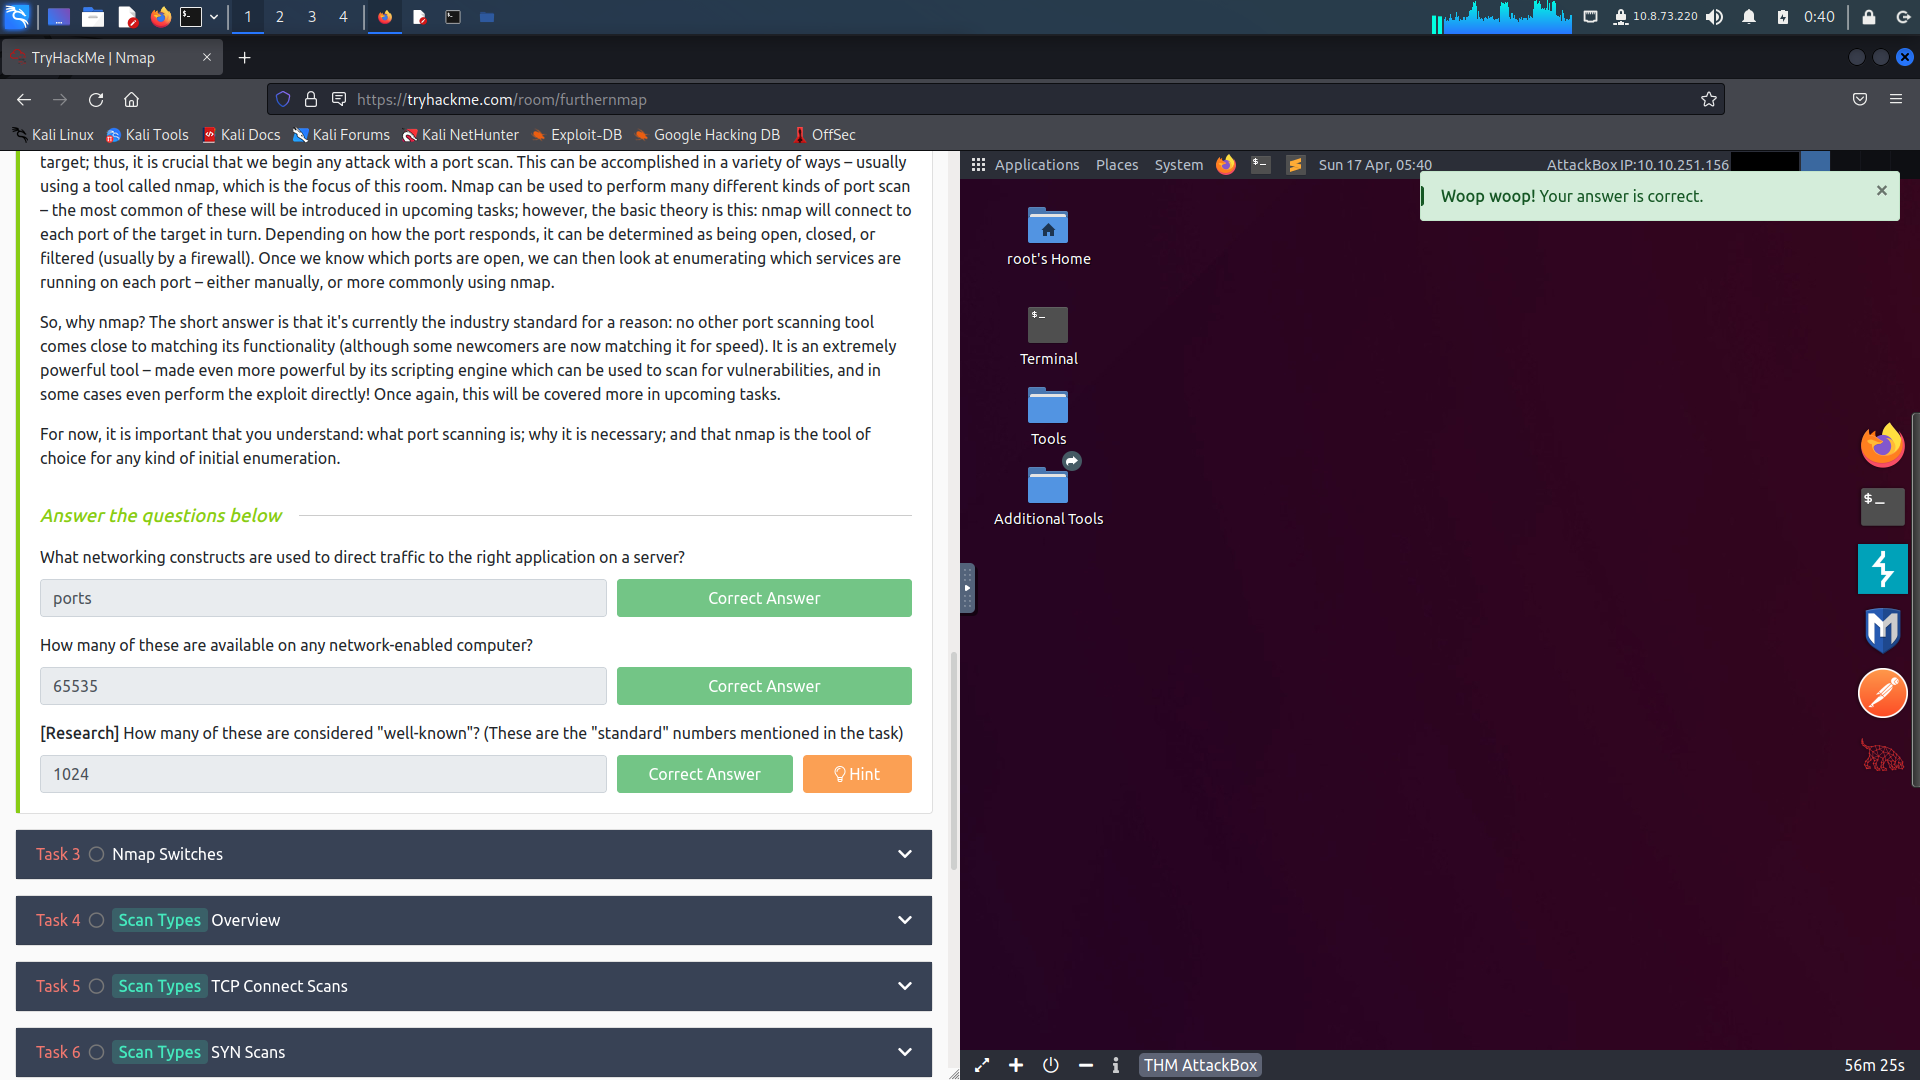 1 2 3 4
10.8.73.220
0:40
TryHackMe | Nmap
https://tryhackme.com/room/furthernmap
Kali Linux
Kali Tools
Kali Docs
Kali Forums
Kali NetHunter
Exploit-DB
Google Hacking DB
OffSec
target; thus, it is crucial that we begin any attack with a port scan. This can be accomplished in a variety of ways – usually
using a tool called nmap, which is the focus of this room. Nmap can be used to perform many different kinds of port scan
– the most common of these will be introduced in upcoming tasks; however, the basic theory is this: nmap will connect to
each port of the target in turn. Depending on how the port responds, it can be determined as being open, closed, or
filtered (usually by a firewall). Once we know which ports are open, we can then look at enumerating which services are
running on each port – either manually, or more commonly using nmap.
So, why nmap? The short answer is that it's currently the industry standard for a reason: no other port scanning tool
comes close to matching its functionality (although some newcomers are now matching it for speed). It is an extremely
powerful tool – made even more powerful by its scripting engine which can be used to scan for vulnerabilities, and in
some cases even perform the exploit directly! Once again, this will be covered more in upcoming tasks.
For now, it is important that you understand: what port scanning is; why it is necessary; and that nmap is the tool of
choice for any kind of initial enumeration.
Answer the questions below
What networking constructs are used to direct traffic to the right application on a server?
ports
Correct Answer
How many of these are available on any network-enabled computer?
65535
Correct Answer
[Research] How many of these are considered "well-known"? (These are the "standard" numbers mentioned in the task)
1024
Correct Answer
Hint
Task 3 Nmap Switches
Task 4 Scan Types Overview
Task 5 Scan Types TCP Connect Scans
Task 6 Scan Types SYN Scans
Applications Places System
Sun 17 Apr, 05:40
AttackBox IP:10.10.251.156
Woop woop! Your answer is correct.
×
root's Home
Terminal
Tools
Additional Tools
THM AttackBox
56m 25s